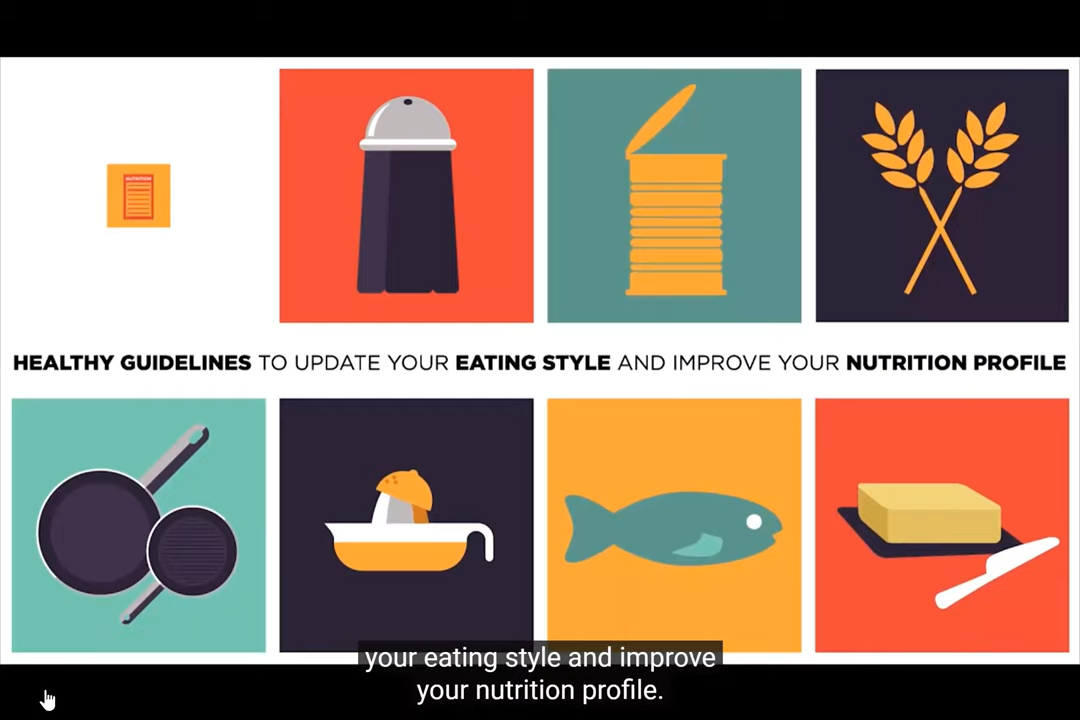 NUTRITION
HEALTHY GUIDELINES TO UPDATE YOUR EATING STYLE AND IMPROVE YOUR NUTRITION PROFILE
your eating style and improve
your nutrition profile.